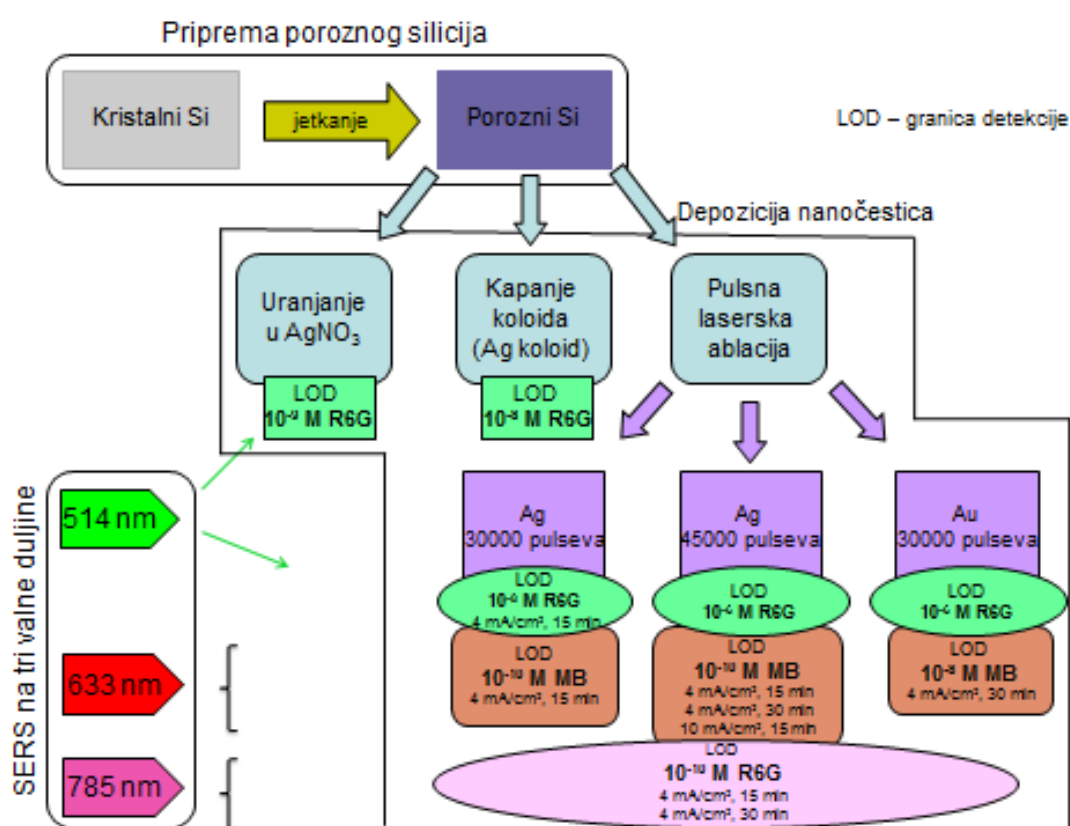 Priprema poroznog silicija
Kristalni Si
jetkanje
Porozni Si
LOD – granica detekcije
Depozicija nanočestica
Uranjanje
u AgNO₃
Kapanje
koloida
(Ag koloid)
Pulsna
laserska
ablacija
LOD
M R6G
LOD
M R6G
SERS na tri valne duljine
514 nm
633 nm
785 nm
Ag
30000 pulseva
Ag
45000 pulseva
Au
30000 pulseva
LOD
M R6G
4 mA/cm², 15 min
LOD
M R6G
LOD
M R6G
LOD
10⁻¹⁰ M MB
4 mA/cm², 15 min
LOD
10⁻¹⁰ M MB
4 mA/cm², 15 min
4 mA/cm², 30 min
10 mA/cm², 15 min
LOD
M MB
4 mA/cm², 30 min
LOD
10⁻¹⁰ M R6G
4 mA/cm², 15 min
4 mA/cm², 30 min